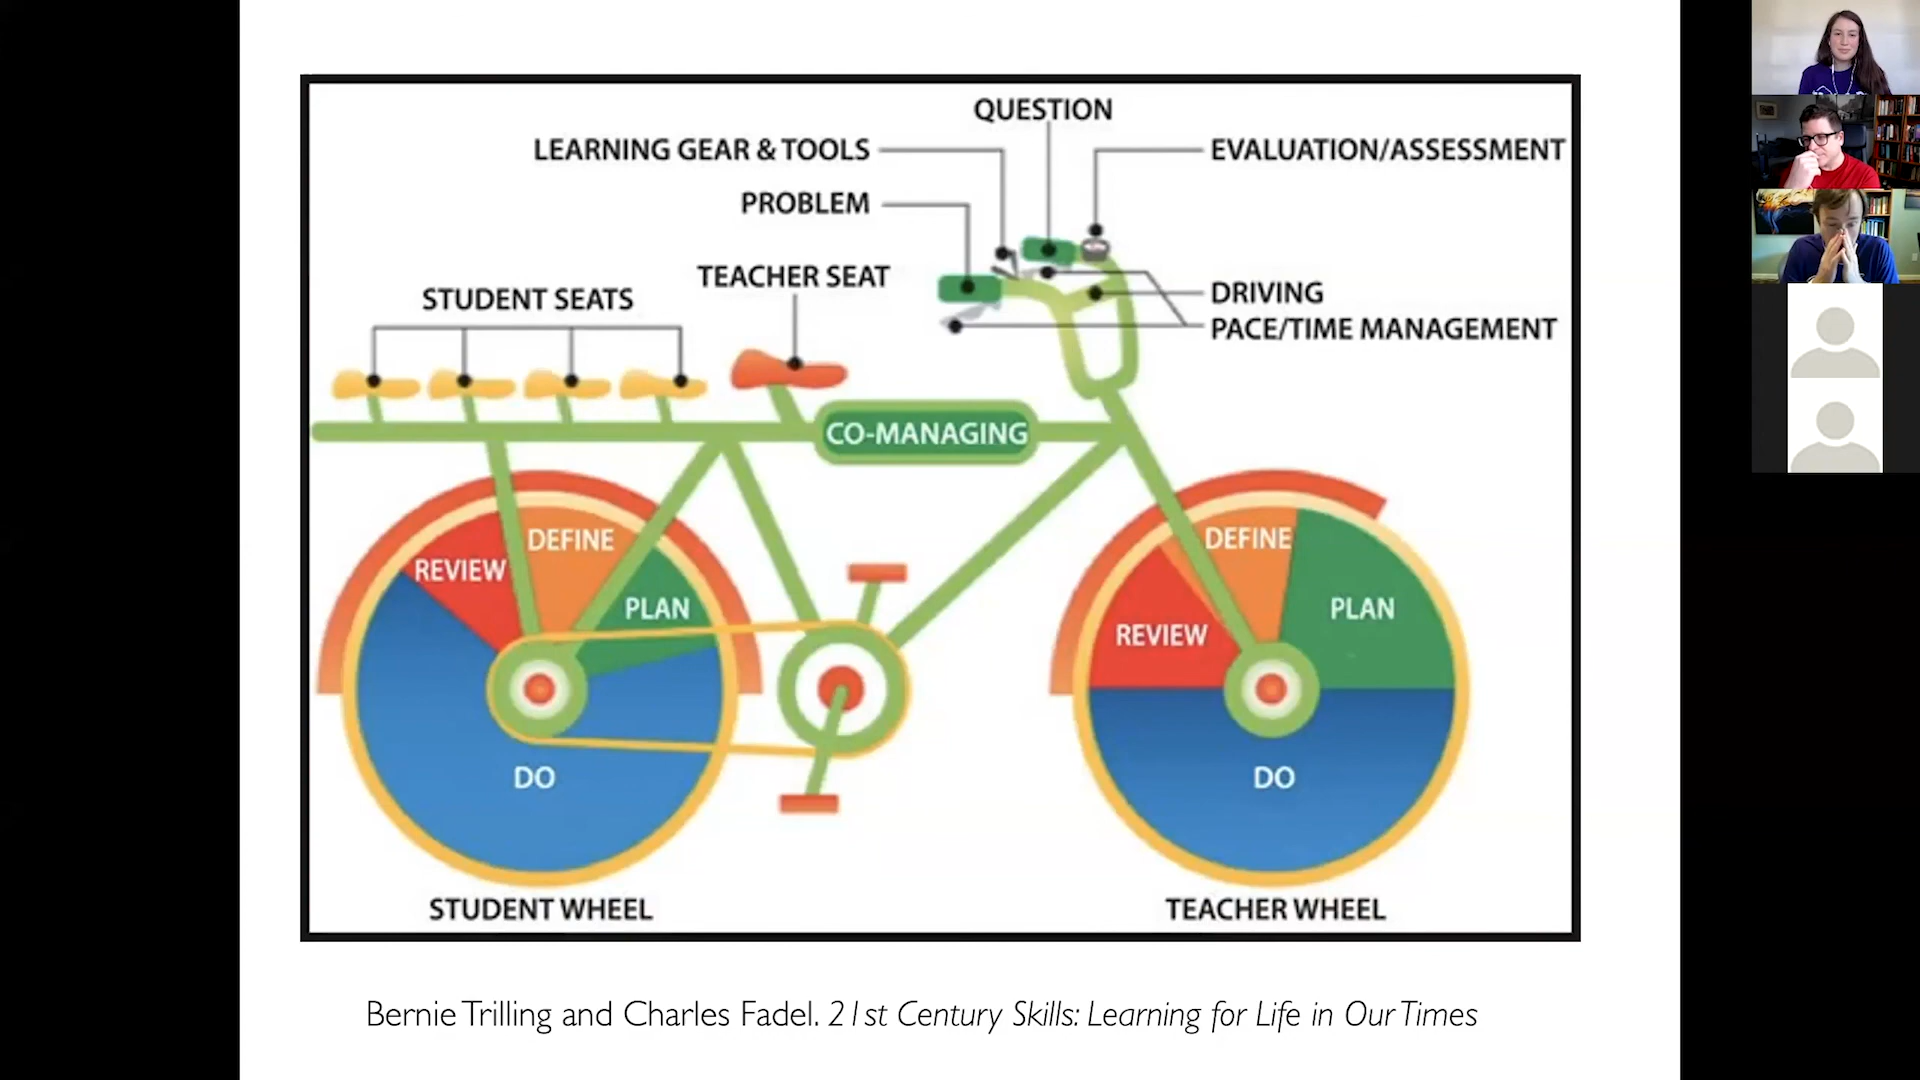 QUESTION
LEARNING GEAR & TOOLS
EVALUATION/ASSESSMENT
PROBLEM
TEACHER SEAT
STUDENT SEATS
DRIVING
PACE/TIME MANAGEMENT
CO-MANAGING
REVIEW
DEFINE
PLAN
DO
REVIEW
DEFINE
PLAN
DO
STUDENT WHEEL
TEACHER WHEEL
Bernie Trilling and Charles Fadel. 21st Century Skills: Learning for Life in Our Times